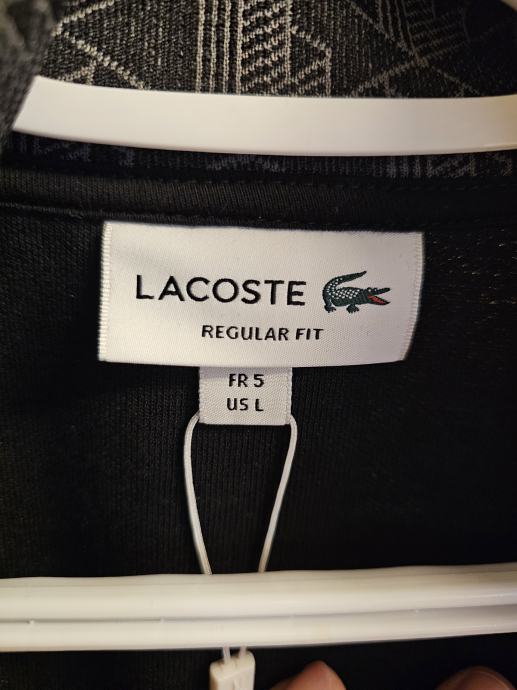 LACOSTE
REGULAR FIT
FR 5
US L